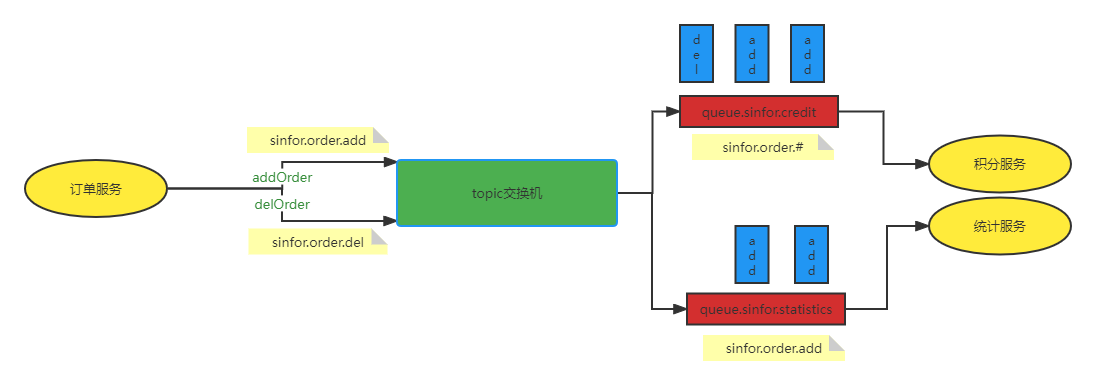 订单服务
sinfor.order.add
addOrder
delOrder
sinfor.order.del
topic交换机
del
add
add
queue.sinfor.credit
sinfor.order.#
积分服务
统计服务
add
add
queue.sinfor.statistics
sinfor.order.add